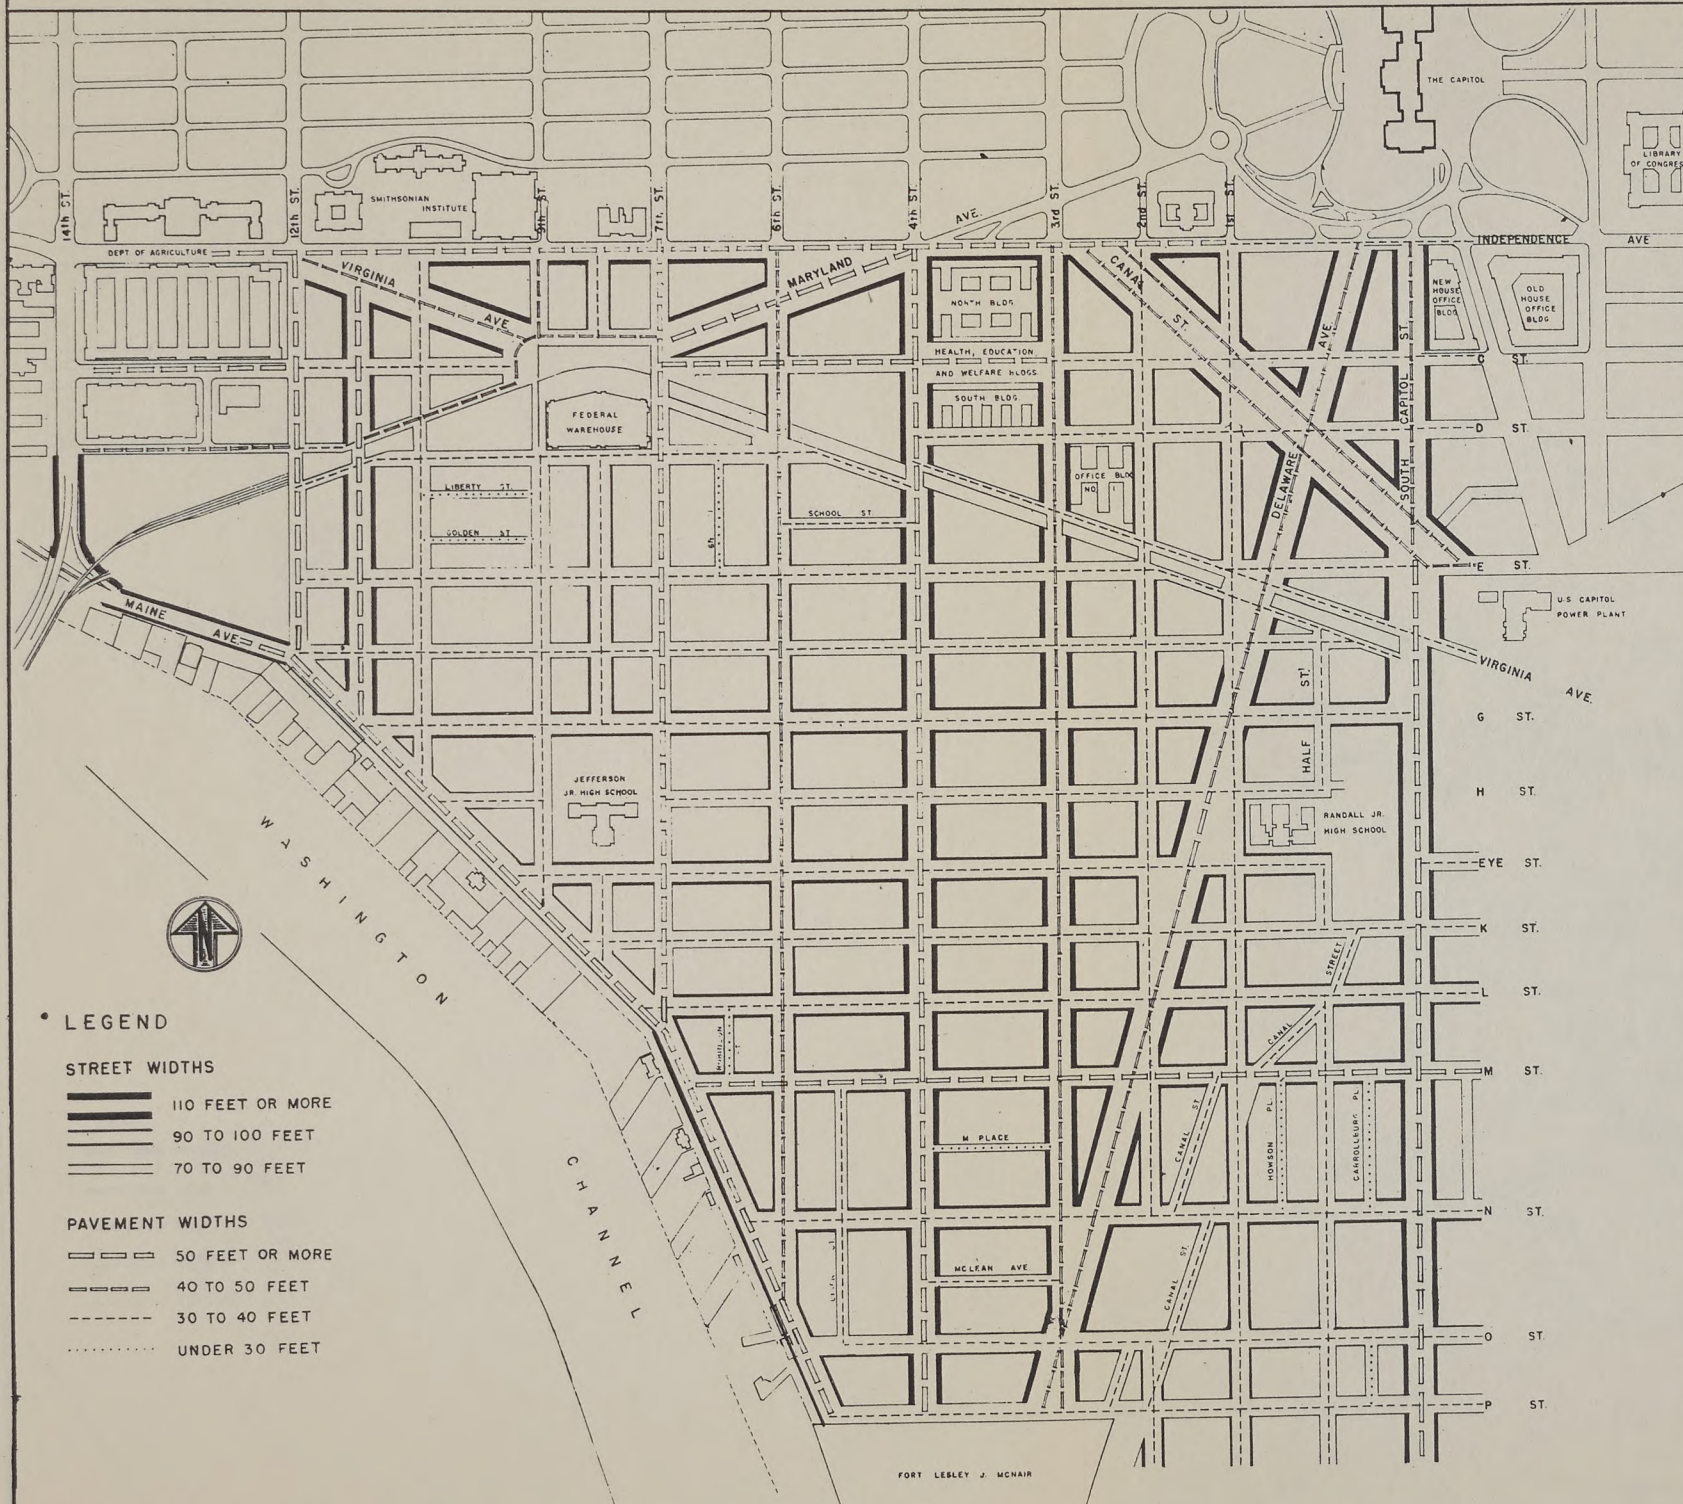 THE CAPITOL
LIBRARY
OF CONGRES
14th ST.
12th ST.
SMITHSONIAN
INSTITUTE
9th ST.
7th ST.
6th ST.
4th ST.
AVE.
3rd ST.
2nd ST.
1st ST.
DEPT OF AGRICULTURE
INDEPENDENCE AVE
VIRGINIA AVE.
MARYLAND
CANAL ST.
NORTH BLDG.
NEW
HOUSE
OFFICE
BLDG
OLD
HOUSE
OFFICE
BLDG
HEALTH, EDUCATION
AND WELFARE BLDGS.
SOUTH BLDG.
AVE.
SOUTH CAPITOL ST.
C ST.
FEDERAL
WAREHOUSE
D ST.
OFFICE BLDG
NO. 1
DELAWARE
LIBERTY ST.
SCHOOL ST.
GOLDEN ST
E ST.
U.S. CAPITOL
POWER PLANT
MAINE AVE.
VIRGINIA AVE.
HALF ST.
G ST.
JEFFERSON
JR. HIGH SCHOOL
H ST.
RANDALL JR.
HIGH SCHOOL
EYE ST.
WASHINGTON
K ST.
STREET
CANAL
L ST.
M ST.
M PLACE
CANAL ST
HOWSON PL.
CARROLLBURG PL.
N ST.
CHANNEL
MCLEAN AVE.
CANAL ST.
O ST.
P ST.
FORT LESLEY J. MCNAIR
N
LEGEND
STREET WIDTHS
110 FEET OR MORE
90 TO 100 FEET
70 TO 90 FEET
PAVEMENT WIDTHS
50 FEET OR MORE
40 TO 50 FEET
30 TO 40 FEET
UNDER 30 FEET